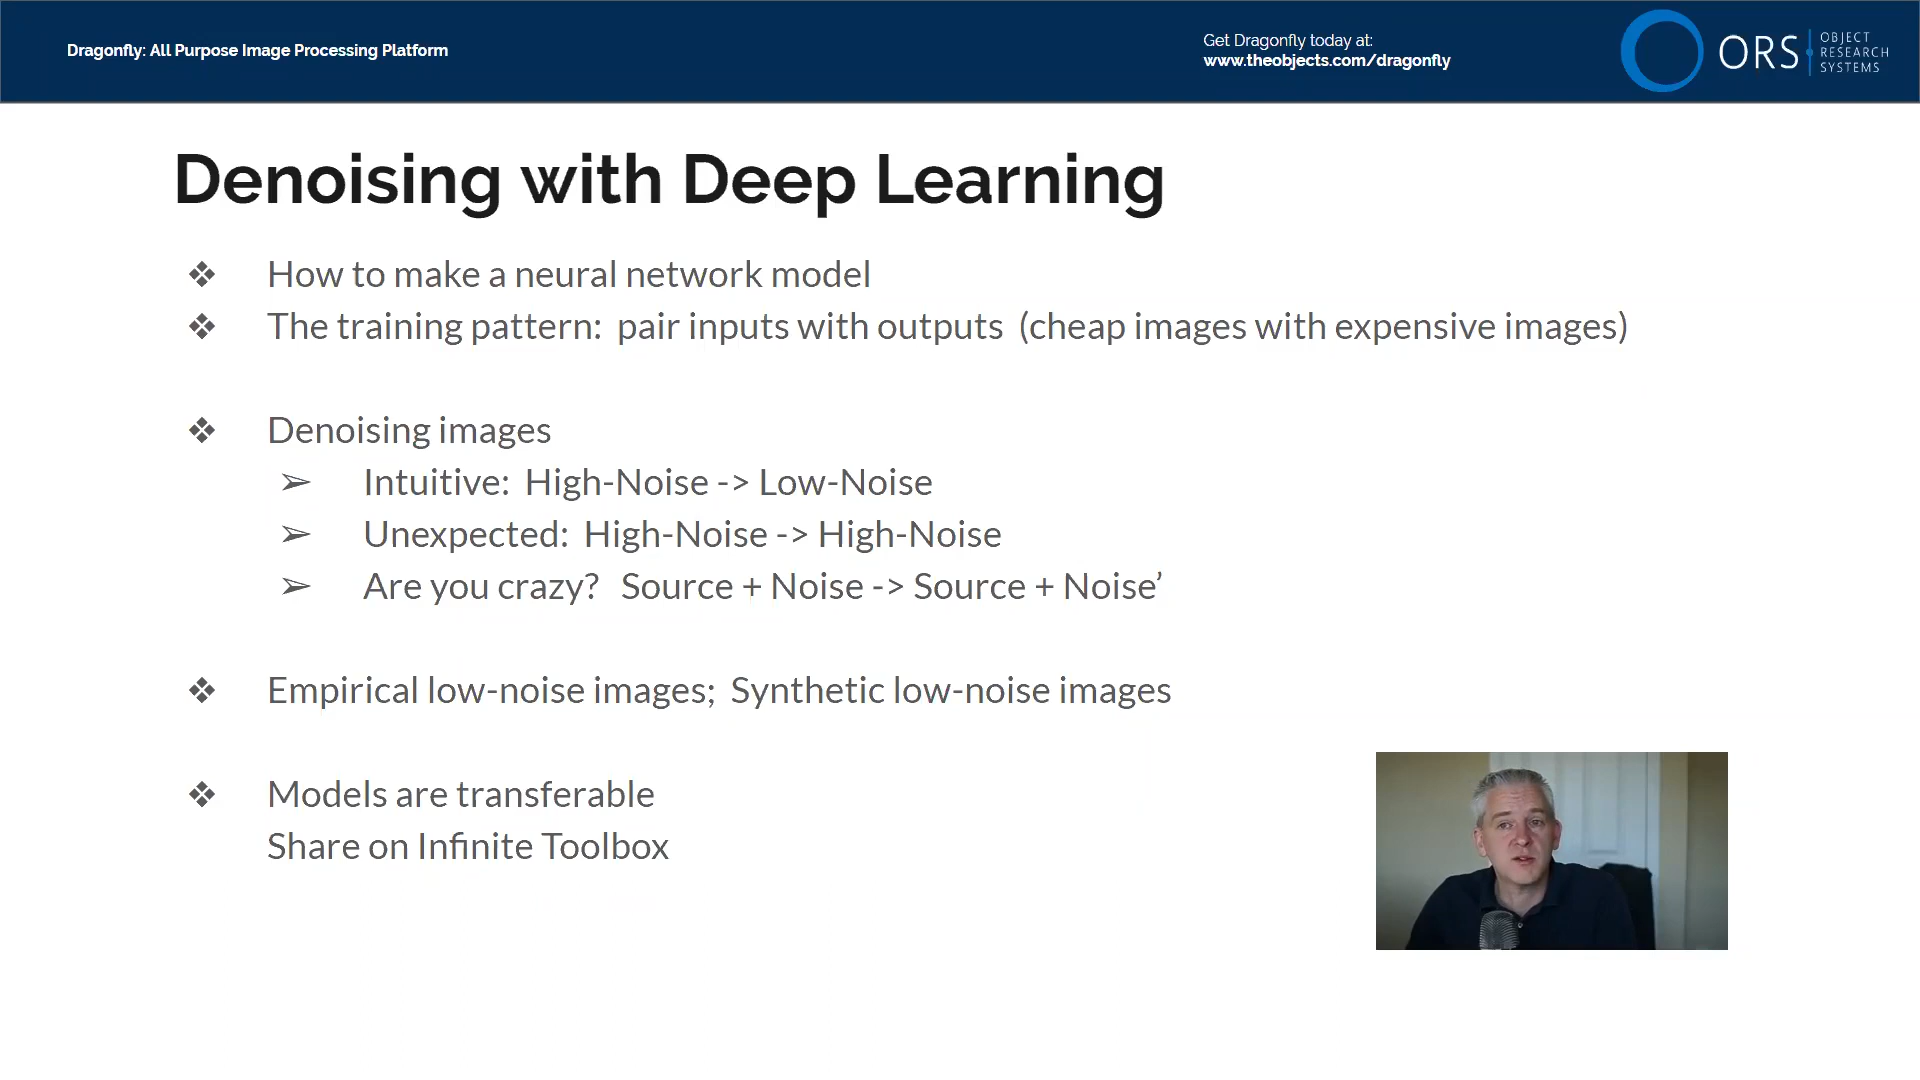 Dragonfly: All Purpose Image Processing Platform
Get Dragonfly today at:
www.theobjects.com/dragonfly
ORS
OBJECT
RESEARCH
SYSTEMS
Denoising with Deep Learning
❖ How to make a neural network model
❖ The training pattern: pair inputs with outputs (cheap images with expensive images)
❖ Denoising images
➢ Intuitive: High-Noise -> Low-Noise
➢ Unexpected: High-Noise -> High-Noise
➢ Are you crazy? Source + Noise -> Source + Noise’
❖ Empirical low-noise images; Synthetic low-noise images
❖ Models are transferable
Share on Infinite Toolbox